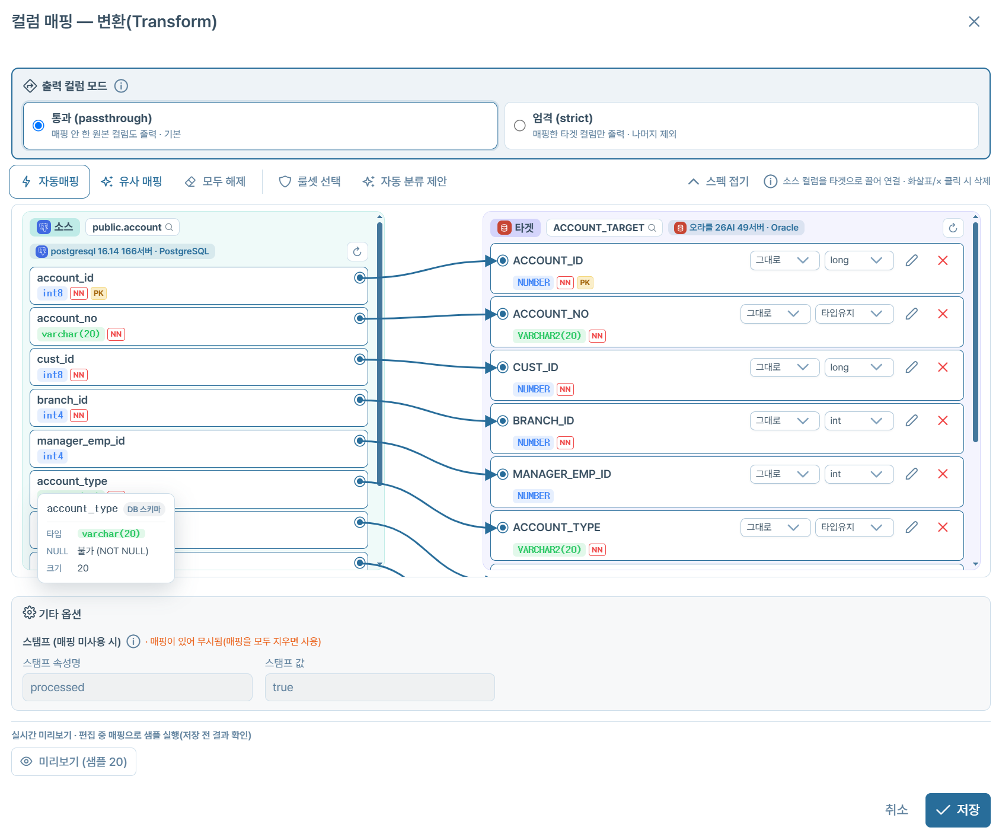 컬럼 매핑 — 변환(Transform)
출력 컬럼 모드
통과 (passthrough)
매핑 안 한 원본 컬럼도 출력 · 기본
엄격 (strict)
매핑한 타겟 컬럼만 출력 · 나머지 제외
자동매핑
유사 매핑
모두 해제
룰셋 선택
자동 분류 제안
스펙 접기
소스 컬럼을 타겟으로 끌어 연결 · 화살표/× 클릭 시 삭제
소스
public.account
postgresql 16.14 166서버 · PostgreSQL
account_id
int8 NN PK
account_no
varchar(20) NN
cust_id
int8 NN
branch_id
int4 NN
manager_emp_id
int4
account_type
account_type DB 스키마
타입 varchar(20)
NULL 불가 (NOT NULL)
크기 20
타겟
ACCOUNT_TARGET
오라클 26AI 49서버 · Oracle
ACCOUNT_ID 그대로 long
NUMBER NN PK
ACCOUNT_NO 그대로 타입유지
VARCHAR2(20) NN
CUST_ID 그대로 long
NUMBER NN
BRANCH_ID 그대로 int
NUMBER NN
MANAGER_EMP_ID 그대로 int
NUMBER
ACCOUNT_TYPE 그대로 타입유지
VARCHAR2(20) NN
기타 옵션
스탬프 (매핑 미사용 시) · 매핑이 있어 무시됨(매핑을 모두 지우면 사용)
스탬프 속성명
processed
스탬프 값
true
실시간 미리보기 · 편집 중 매핑으로 샘플 실행(저장 전 결과 확인)
미리보기 (샘플 20)
취소
저장